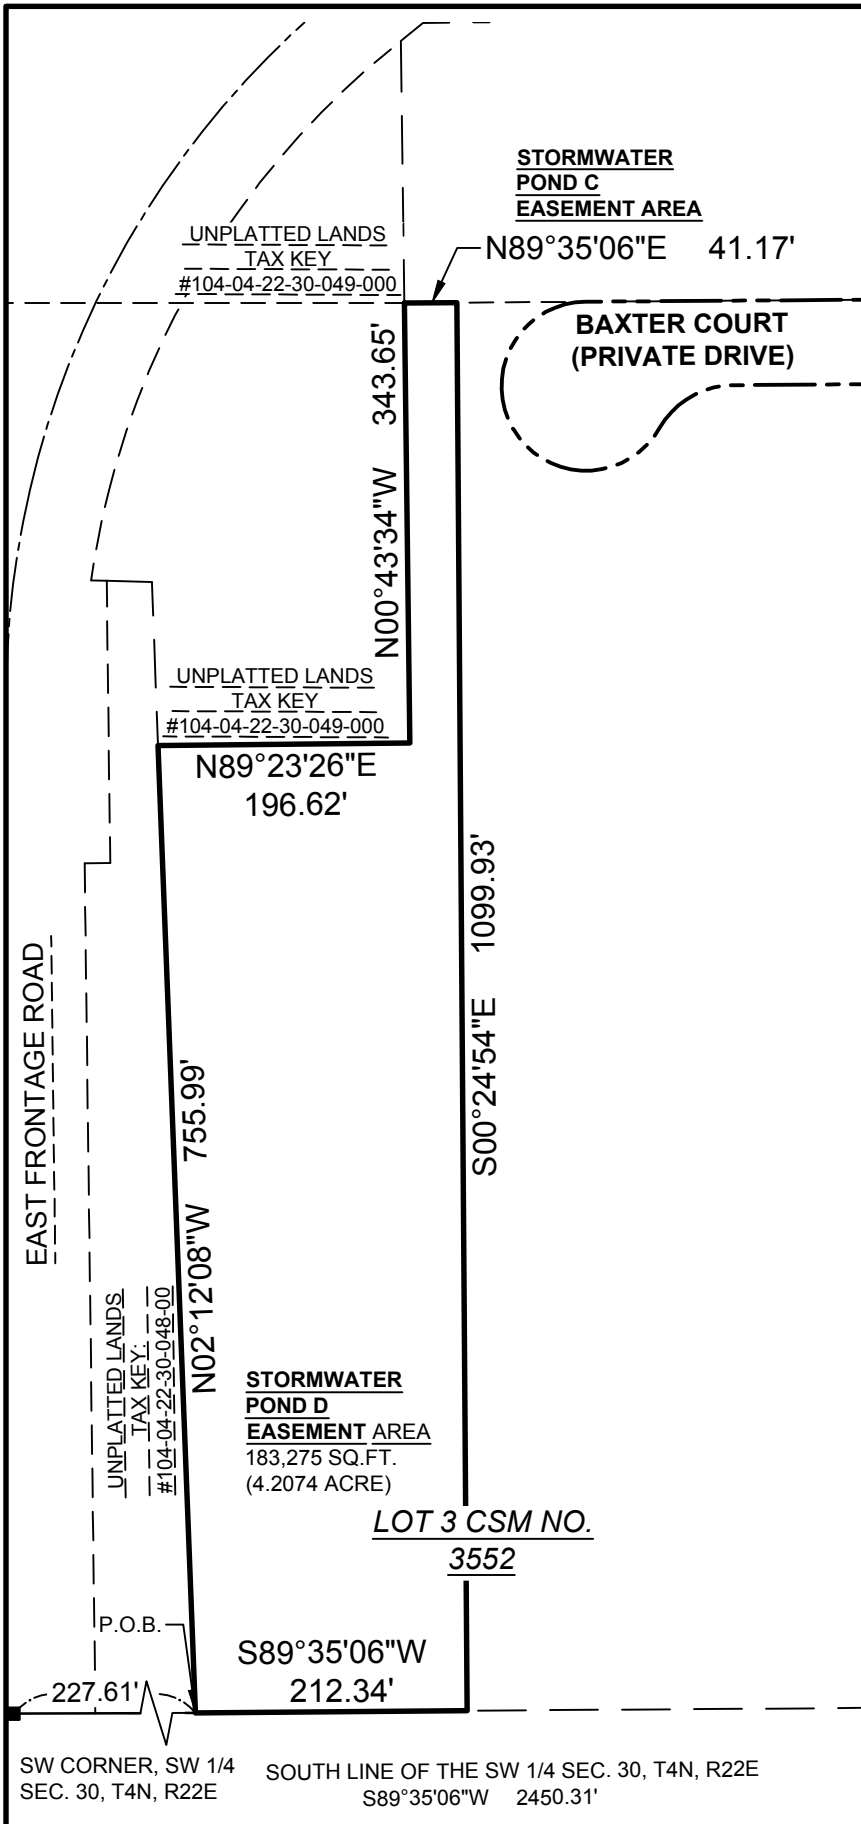 STORMWATER
POND C
EASEMENT AREA
N89°35'06"E 41.17'
UNPLATTED LANDS
TAX KEY
#104-04-22-30-049-000
BAXTER COURT
(PRIVATE DRIVE)
N00°43'34"W 343.65'
UNPLATTED LANDS
TAX KEY
#104-04-22-30-049-000
N89°23'26"E
196.62'
S00°24'54"E 1099.93'
EAST FRONTAGE ROAD
N02°12'08"W 755.99'
UNPLATTED LANDS
TAX KEY:
#104-04-22-30-048-00
STORMWATER
POND D
EASEMENT AREA
183,275 SQ.FT.
(4.2074 ACRE)
LOT 3 CSM NO.
3552
P.O.B.
S89°35'06"W
212.34'
227.61'
SW CORNER, SW 1/4
SEC. 30, T4N, R22E
SOUTH LINE OF THE SW 1/4 SEC. 30, T4N, R22E
S89°35'06"W 2450.31'